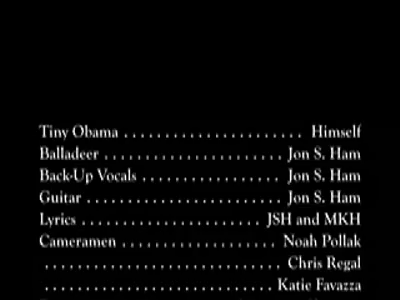 Tiny Obama . . . . . . . . . . . . . . . . . . . . . Himself
Balladeer . . . . . . . . . . . . . . . . . . . . . Jon S. Ham
Back-Up Vocals . . . . . . . . . . . . . . . . Jon S. Ham
Guitar . . . . . . . . . . . . . . . . . . . . . . . Jon S. Ham
Lyrics . . . . . . . . . . . . . . . . . . . . . JSH and MKH
Cameramen . . . . . . . . . . . . . . . . . . Noah Pollak
. . . . . . . . . . . . . . . . . . . . . . . . . . . . Chris Regal
. . . . . . . . . . . . . . . . . . . . . . . . . . . Katie Favazza